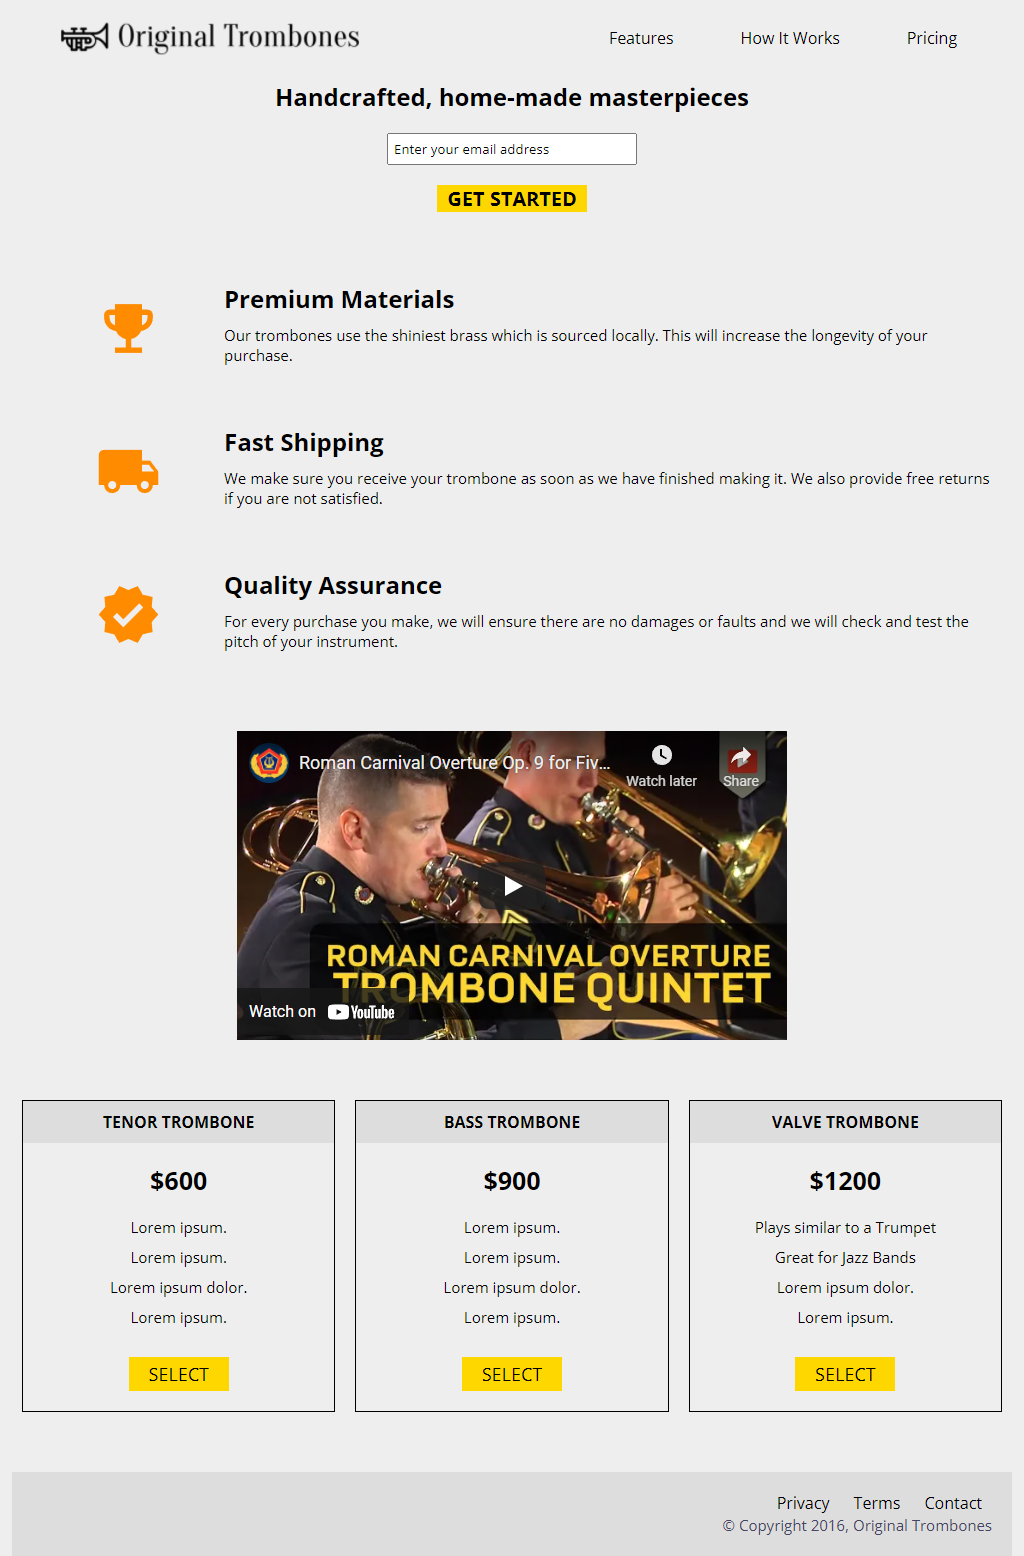 Original Trombones
Features How It Works Pricing
Handcrafted, home-made masterpieces
Enter your email address
GET STARTED
Premium Materials
Our trombones use the shiniest brass which is sourced locally. This will increase the longevity of your
purchase.
Fast Shipping
We make sure you receive your trombone as soon as we have finished making it. We also provide free returns
if you are not satisfied.
Quality Assurance
For every purchase you make, we will ensure there are no damages or faults and we will check and test the
pitch of your instrument.
Roman Carnival Overture Op. 9 for Fiv...
Watch later
Share
ROMAN CARNIVAL OVERTURE
TROMBONE QUINTET
Watch on YouTube
TENOR TROMBONE
$600
Lorem ipsum.
Lorem ipsum.
Lorem ipsum dolor.
Lorem ipsum.
SELECT
BASS TROMBONE
$900
Lorem ipsum.
Lorem ipsum.
Lorem ipsum dolor.
Lorem ipsum.
SELECT
VALVE TROMBONE
$1200
Plays similar to a Trumpet
Great for Jazz Bands
Lorem ipsum dolor.
Lorem ipsum.
SELECT
Privacy Terms Contact
© Copyright 2016, Original Trombones